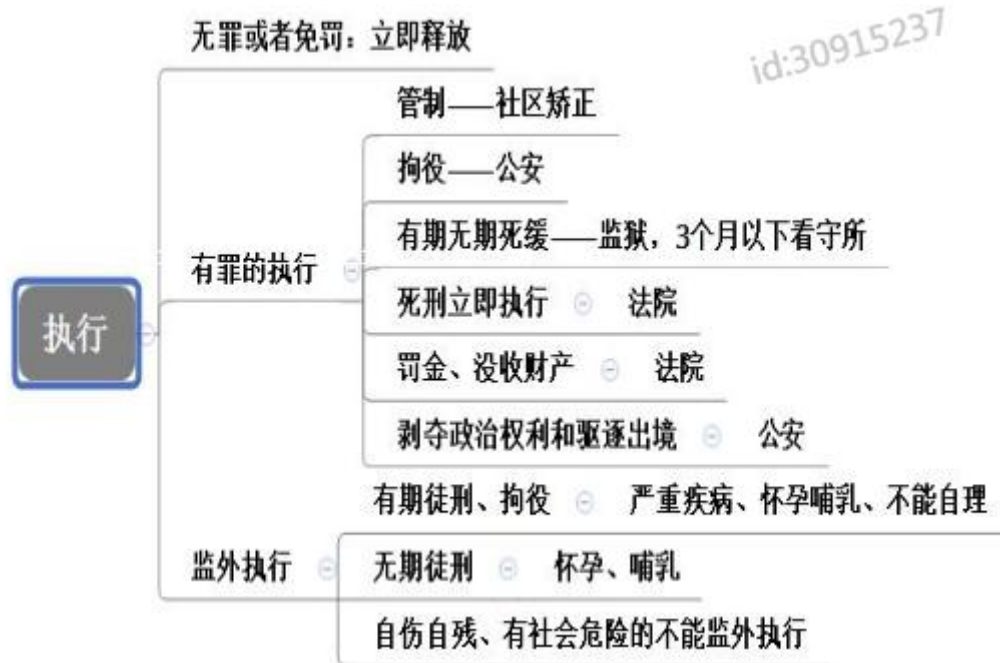 id:30915237
无罪或者免罚：立即释放
管制——社区矫正
拘役——公安
有期无期死缓——监狱，3个月以下看守所
有罪的执行
死刑立即执行 法院
执行
罚金、没收财产 法院
剥夺政治权利和驱逐出境 公安
有期徒刑、拘役 严重疾病、怀孕哺乳、不能自理
监外执行
无期徒刑 怀孕、哺乳
自伤自残、有社会危险的不能监外执行